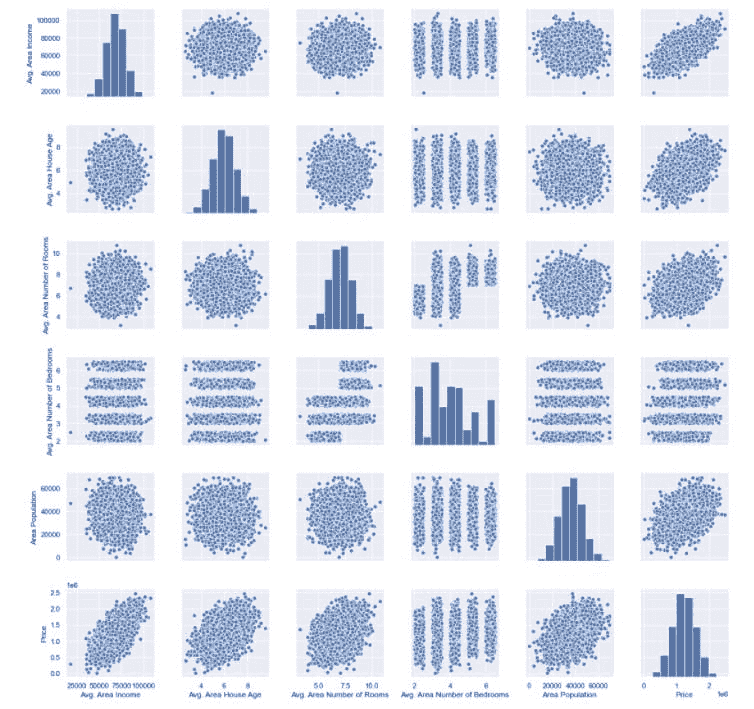 Avg. Area Income
100000
80000
60000
40000
20000
Avg. Area House Age
8
6
4
Avg. Area Number of Rooms
10
8
6
4
Avg. Area Number of Bedrooms
6
5
4
3
2
Area Population
60000
40000
20000
0
1e6
Price
2.5
2.0
1.5
1.0
0.5
0.0
25000 50000 75000 100000
Avg. Area Income
4 6 8
Avg. Area House Age
5.0 7.5 10.0
Avg. Area Number of Rooms
2 4 6
Avg. Area Number of Bedrooms
0 20000 40000 60000
Area Population
0 1 2
Price
1e6